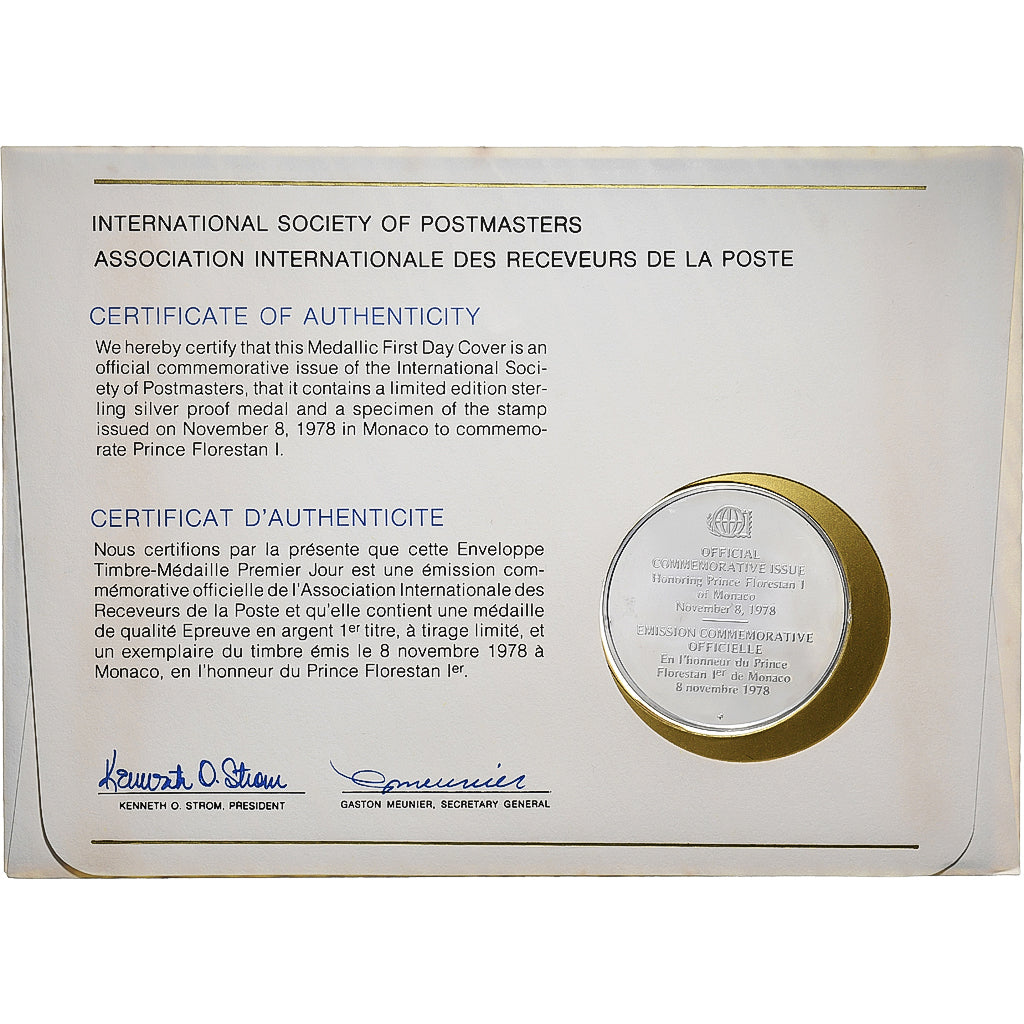 INTERNATIONAL SOCIETY OF POSTMASTERS
ASSOCIATION INTERNATIONALE DES RECEVEURS DE LA POSTE
CERTIFICATE OF AUTHENTICITY
We hereby certify that this Medallic First Day Cover is an
official commemorative issue of the International Soci-
ety of Postmasters, that it contains a limited edition ster-
ling silver proof medal and a specimen of the stamp
issued on November 8, 1978 in Monaco to commemo-
rate Prince Florestan I.
CERTIFICAT D'AUTHENTICITE
Nous certifions par la présente que cette Enveloppe
Timbre-Médaille Premier Jour est une émission com-
mémorative officielle de l'Association Internationale des
Receveurs de la Poste et qu'elle contient une médaille
de qualité Epreuve en argent 1er titre, à tirage limité, et
un exemplaire du timbre émis le 8 novembre 1978 à
Monaco, en l'honneur du Prince Florestan Ier.
OFFICIAL
COMMEMORATIVE ISSUE
Honoring Prince Florestan I
of Monaco
November 8, 1978
EMISSION COMMEMORATIVE
OFFICIELLE
En l'honneur du Prince
Florestan Ier de Monaco
8 novembre 1978
Kenneth O. Strom
KENNETH O. STROM, PRESIDENT
GMeunier
GASTON MEUNIER, SECRETARY GENERAL